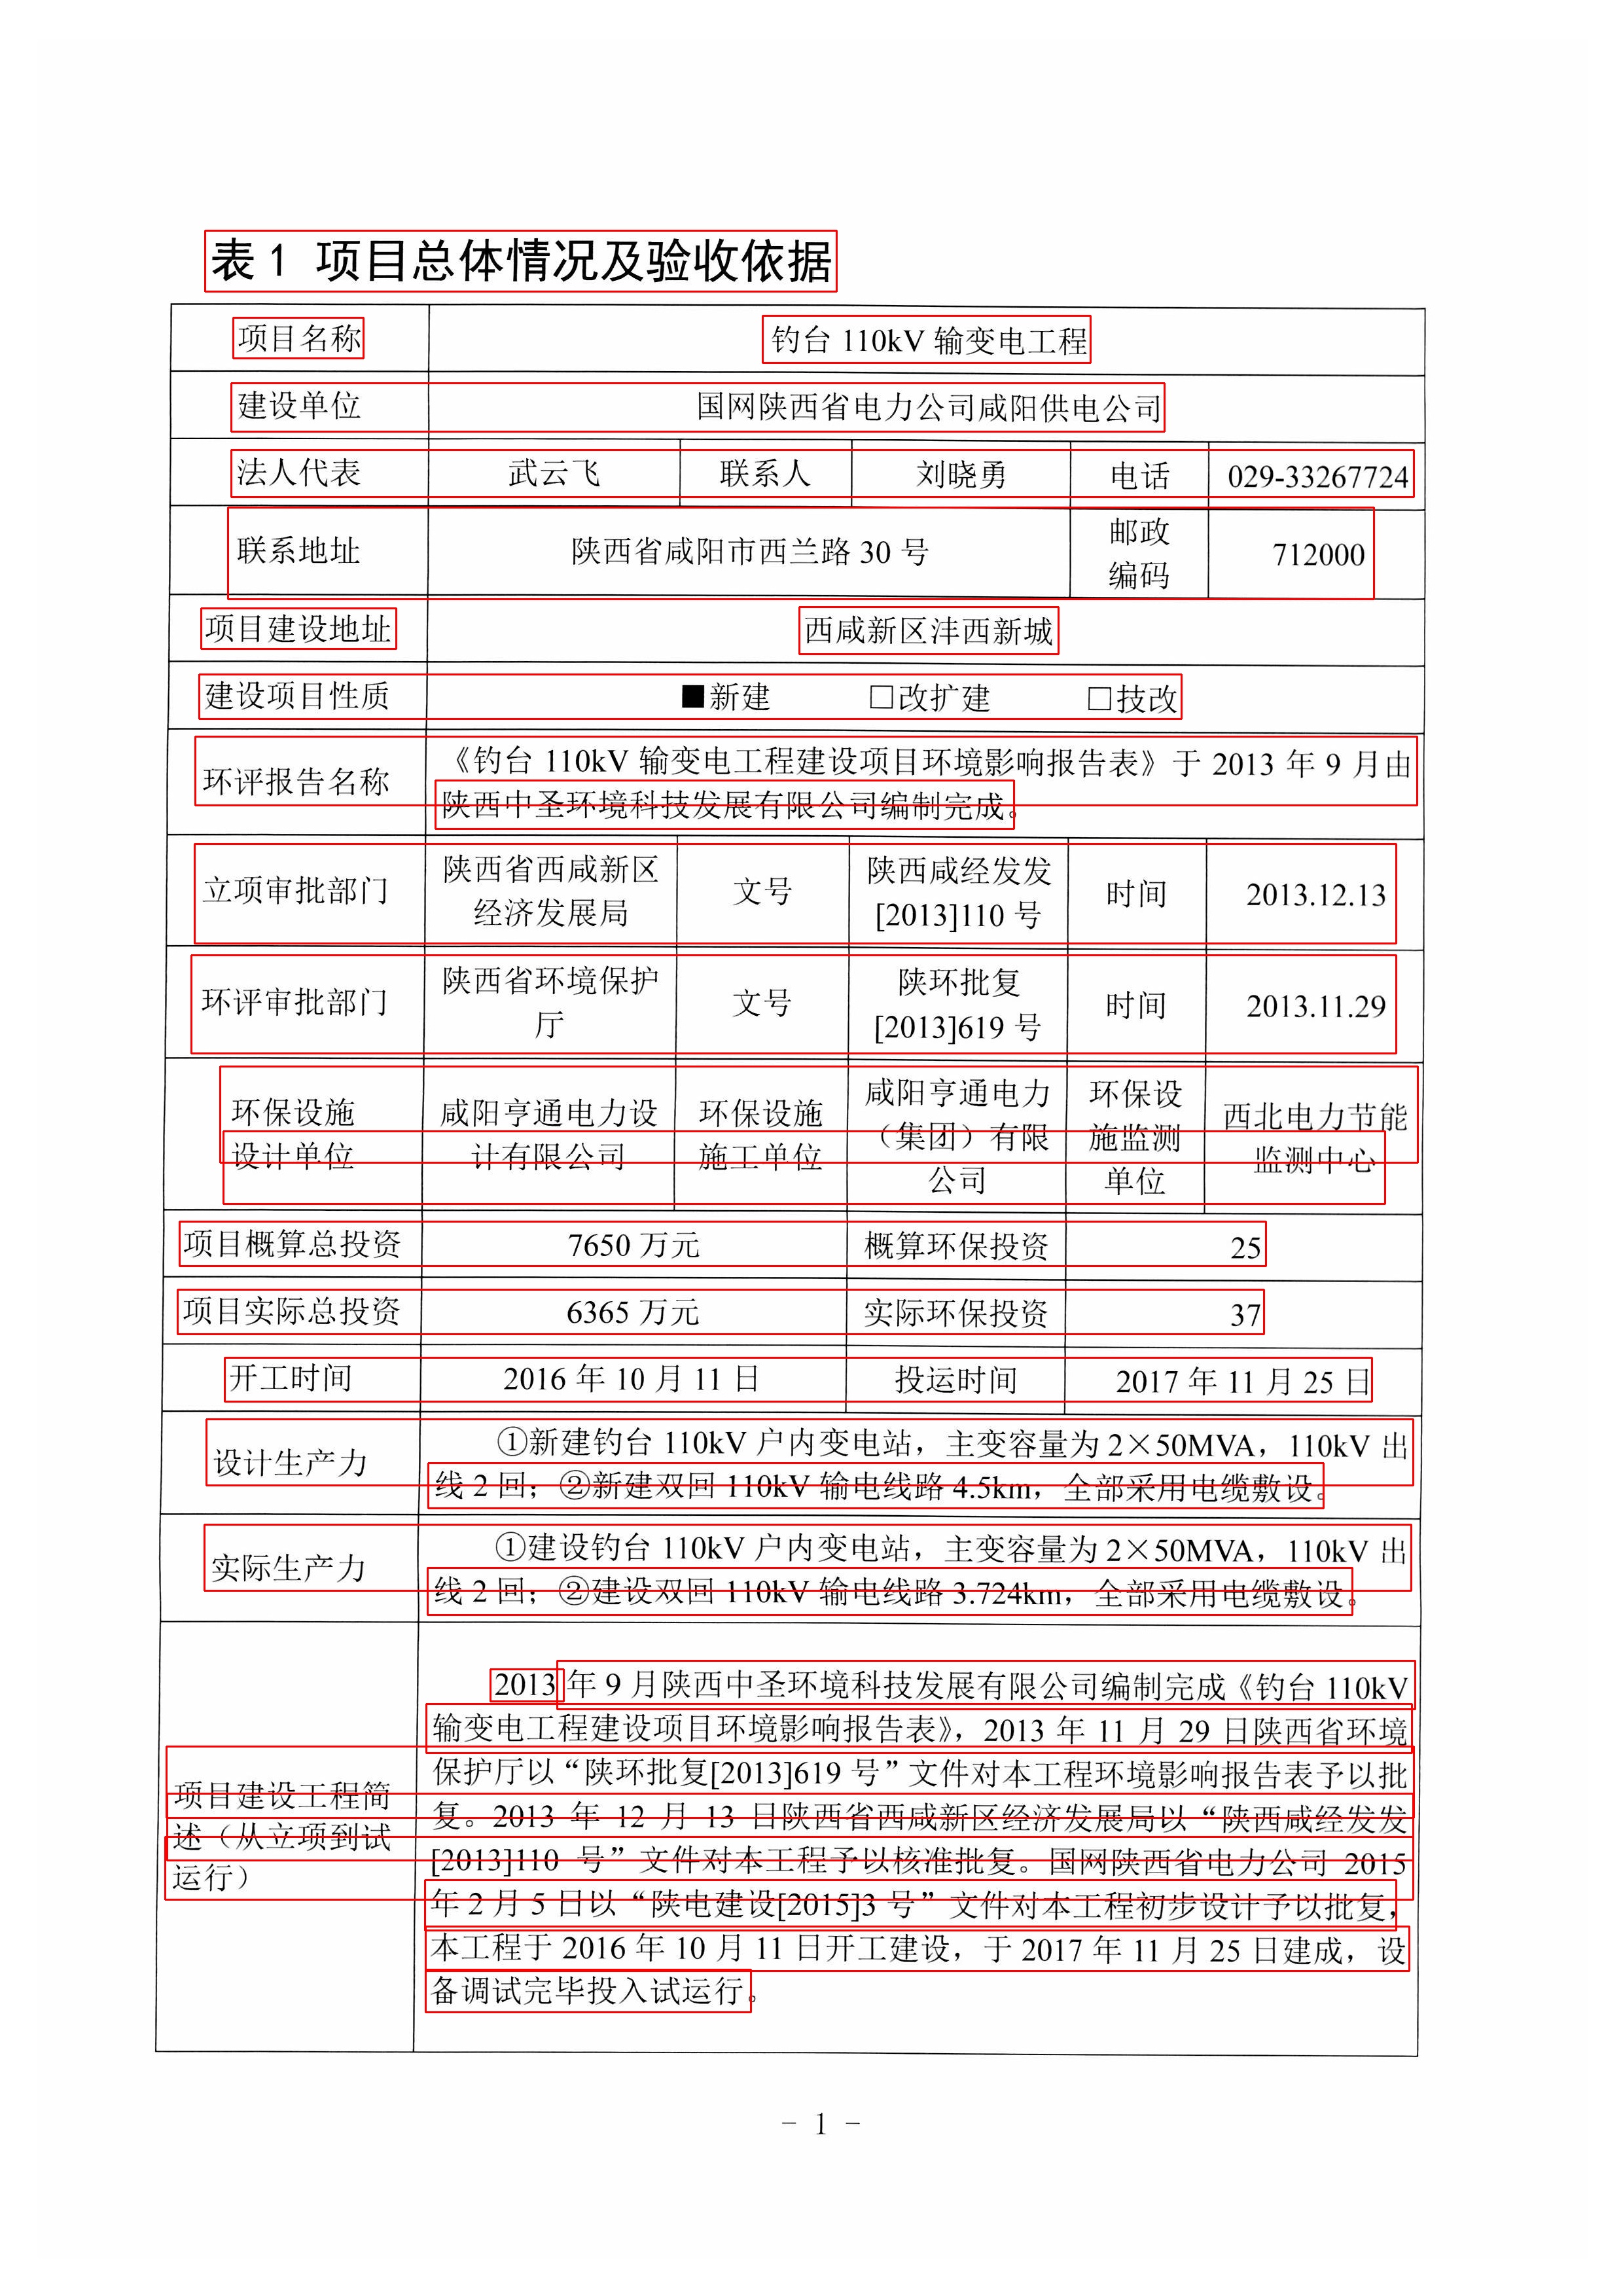 表1 项目总体情况及验收依据
项目名称 钓台 110kV 输变电工程
建设单位 国网陕西省电力公司咸阳供电公司
法人代表 武云飞 联系人 刘晓勇 电话 029-33267724
联系地址 陕西省咸阳市西兰路 30 号 邮政编码 712000
项目建设地址 西咸新区沣西新城
建设项目性质 ■新建 □改扩建 □技改
环评报告名称 《钓台 110kV 输变电工程建设项目环境影响报告表》于 2013 年 9 月由
陕西中圣环境科技发展有限公司编制完成。
立项审批部门 陕西省西咸新区经济发展局 文号 陕西咸经发发[2013]110 号 时间 2013.12.13
环评审批部门 陕西省环境保护厅 文号 陕环批复[2013]619 号 时间 2013.11.29
环保设施设计单位 咸阳亨通电力设计有限公司 环保设施施工单位 咸阳亨通电力（集团）有限公司 环保设施监测单位 西北电力节能监测中心
项目概算总投资 7650 万元 概算环保投资 25
项目实际总投资 6365 万元 实际环保投资 37
开工时间 2016 年 10 月 11 日 投运时间 2017 年 11 月 25 日
设计生产力 ①新建钓台 110kV 户内变电站，主变容量为 2×50MVA，110kV 出
线 2 回；②新建双回 110kV 输电线路 4.5km，全部采用电缆敷设。
实际生产力 ①建设钓台 110kV 户内变电站，主变容量为 2×50MVA，110kV 出
线 2 回；②建设双回 110kV 输电线路 3.724km，全部采用电缆敷设。
项目建设工程简
述（从立项到试
运行）
2013 年 9 月陕西中圣环境科技发展有限公司编制完成《钓台 110kV
输变电工程建设项目环境影响报告表》，2013 年 11 月 29 日陕西省环境
保护厅以“陕环批复[2013]619 号”文件对本工程环境影响报告表予以批
复。2013 年 12 月 13 日陕西省西咸新区经济发展局以“陕西咸经发发
[2013]110 号”文件对本工程予以核准批复。国网陕西省电力公司 2015
年 2 月 5 日以“陕电建设[2015]3 号”文件对本工程初步设计予以批复，
本工程于 2016 年 10 月 11 日开工建设，于 2017 年 11 月 25 日建成，设
备调试完毕投入试运行。
- 1 -